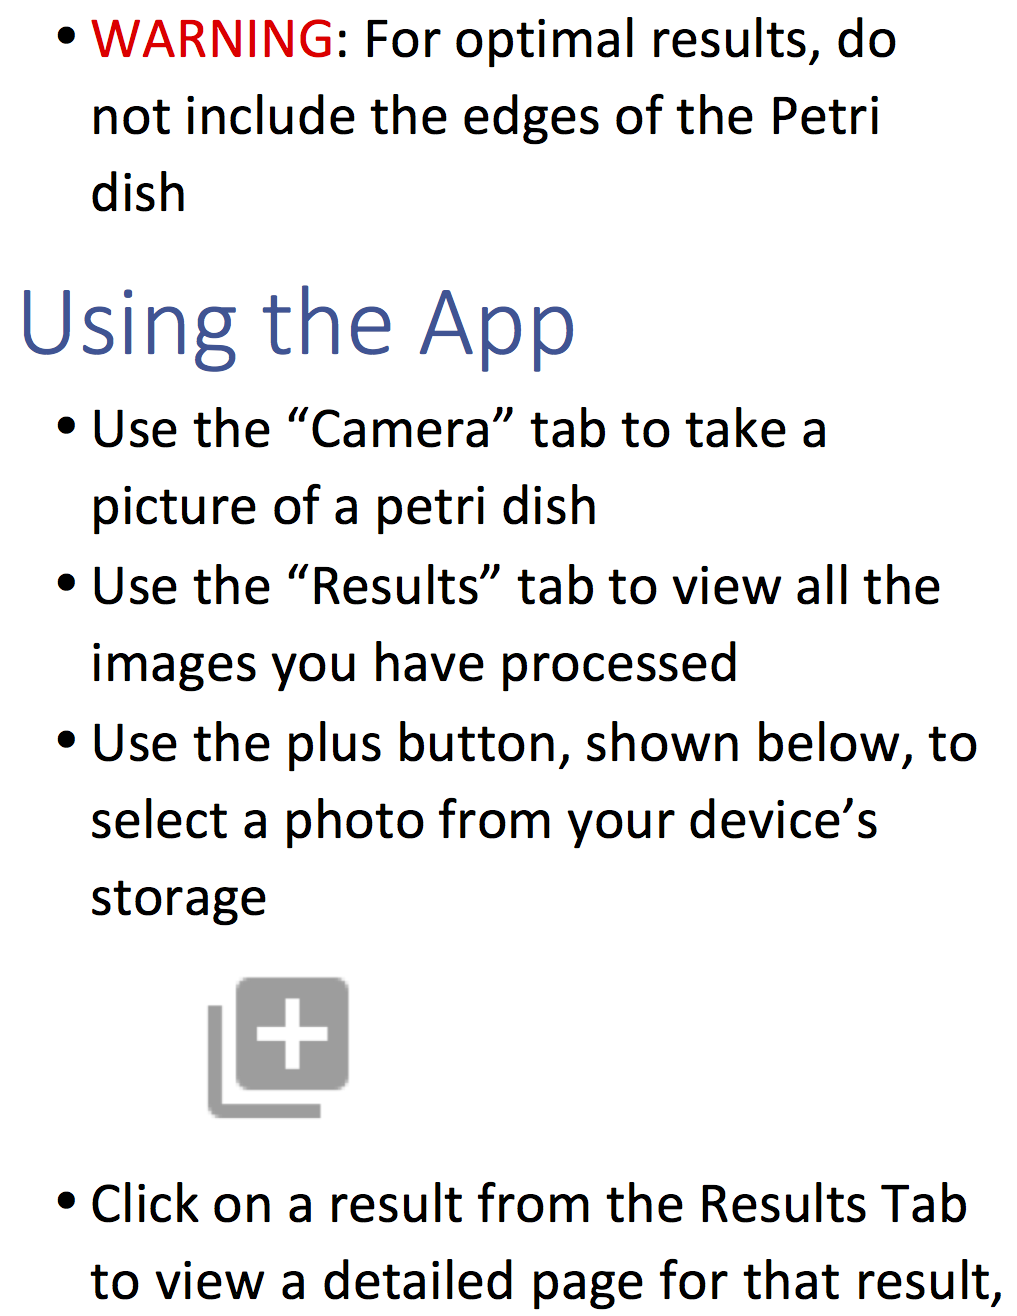 • WARNING: For optimal results, do
not include the edges of the Petri
dish
Using the App
• Use the “Camera” tab to take a
picture of a petri dish
• Use the “Results” tab to view all the
images you have processed
• Use the plus button, shown below, to
select a photo from your device’s
storage
• Click on a result from the Results Tab
to view a detailed page for that result,